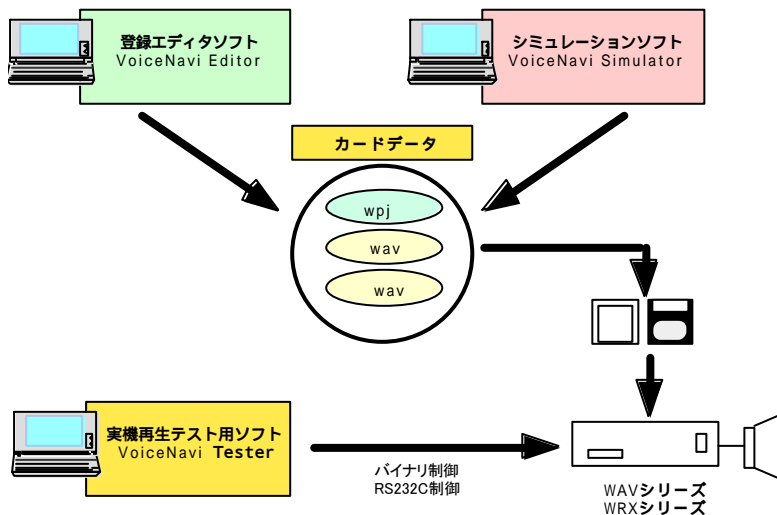 登録エディタソフト
VoiceNavi Editor
シミュレーションソフト
VoiceNavi Simulator
カードデータ
wpj
wav
wav
実機再生テスト用ソフト
VoiceNavi Tester
バイナリ制御
RS232C制御
WAVシリーズ
WRXシリーズ